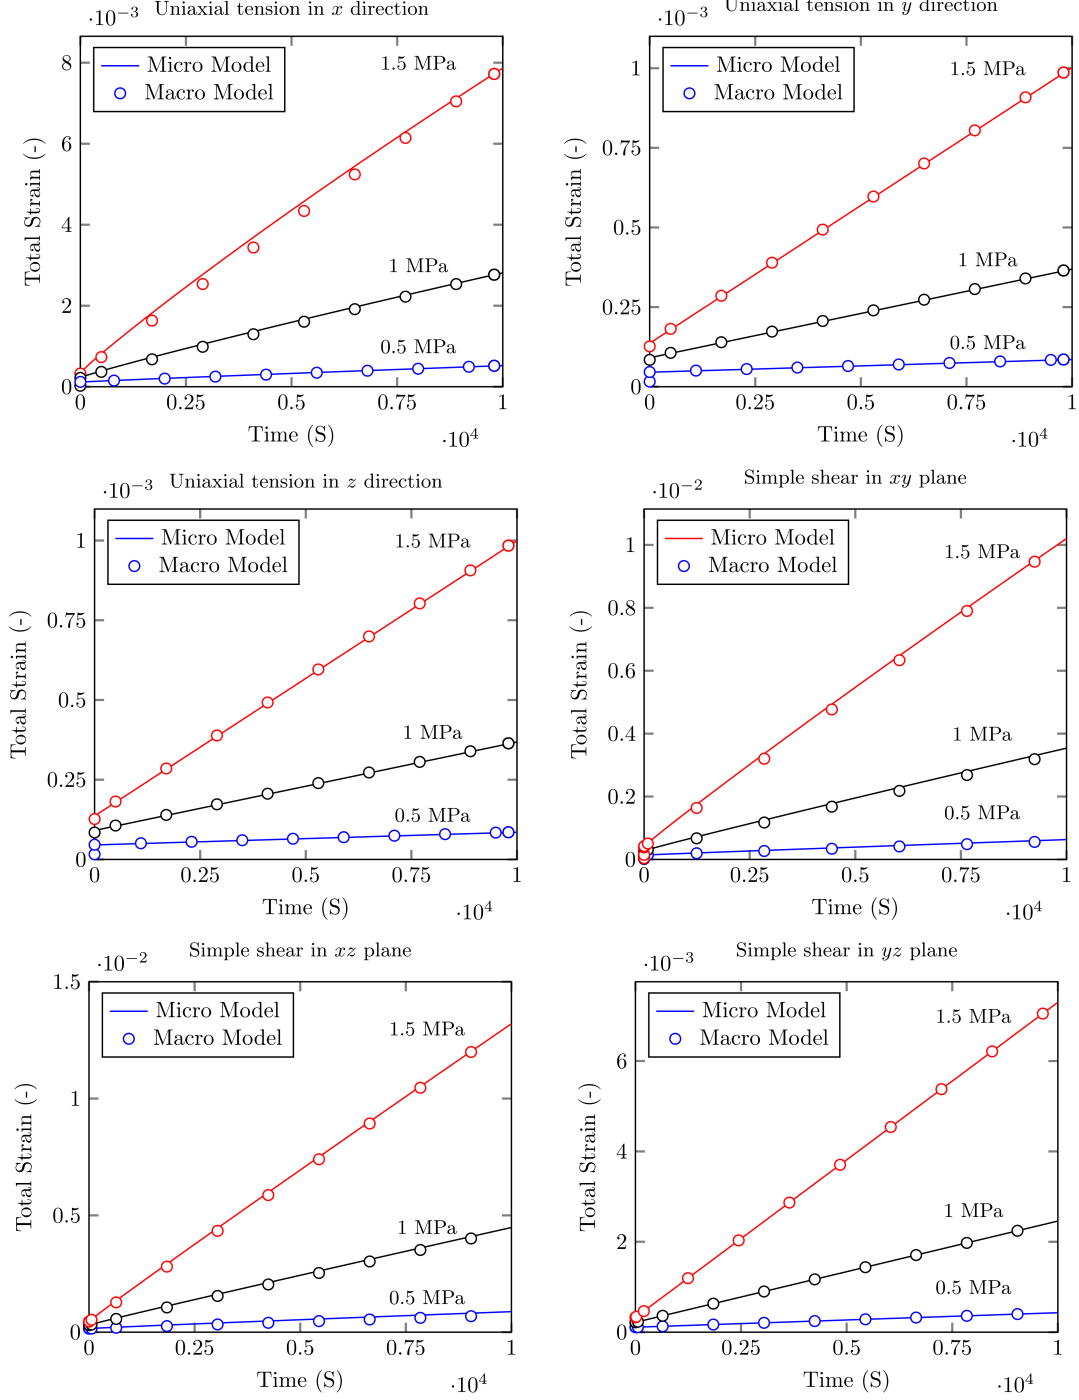 Uniaxial tension in x direction
·10⁻³
Micro Model
Macro Model
1.5 MPa
1 MPa
0.5 MPa
8
6
4
2
0
0 0.25 0.5 0.75 1
Time (S)
·10⁴
Total Strain (-)
Uniaxial tension in y direction
·10⁻³
Micro Model
Macro Model
1.5 MPa
1 MPa
0.5 MPa
1
0.75
0.5
0.25
0
0 0.25 0.5 0.75 1
Time (S)
·10⁴
Total Strain (-)
Uniaxial tension in z direction
·10⁻³
Micro Model
Macro Model
1.5 MPa
1 MPa
0.5 MPa
1
0.75
0.5
0.25
0
0 0.25 0.5 0.75 1
Time (S)
·10⁴
Total Strain (-)
Simple shear in xy plane
·10⁻²
Micro Model
Macro Model
1.5 MPa
1 MPa
0.5 MPa
1
0.8
0.6
0.4
0.2
0
0 0.25 0.5 0.75 1
Time (S)
·10⁴
Total Strain (-)
Simple shear in xz plane
·10⁻²
Micro Model
Macro Model
1.5 MPa
1 MPa
0.5 MPa
1.5
1
0.5
0
0 0.25 0.5 0.75 1
Time (S)
·10⁴
Total Strain (-)
Simple shear in yz plane
·10⁻³
Micro Model
Macro Model
1.5 MPa
1 MPa
0.5 MPa
6
4
2
0
0 0.25 0.5 0.75 1
Time (S)
·10⁴
Total Strain (-)